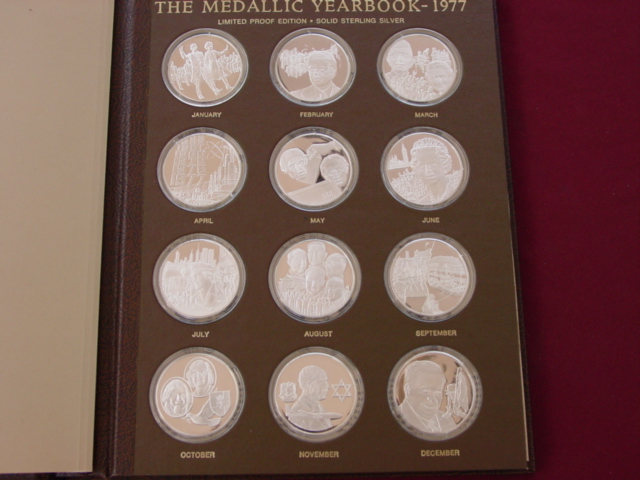 THE MEDALLIC YEARBOOK-1977
LIMITED PROOF EDITION • SOLID STERLING SILVER
JANUARY FEBRUARY MARCH
APRIL MAY JUNE
JULY AUGUST SEPTEMBER
OCTOBER NOVEMBER DECEMBER